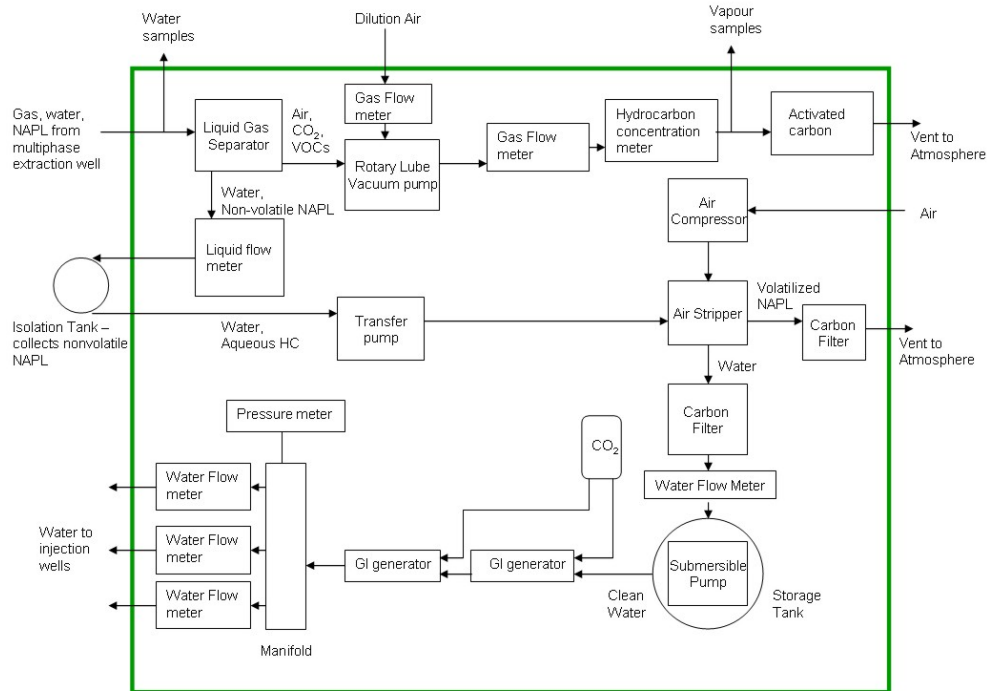 Water
samples
Dilution Air
Vapour
samples
Gas, water,
NAPL from
multiphase
extraction well
Liquid Gas
Separator
Air,
CO2,
VOCs
Gas Flow
meter
Rotary Lube
Vacuum pump
Gas Flow
meter
Hydrocarbon
concentration
meter
Activated
carbon
Vent to
Atmosphere
Water,
Non-volatile NAPL
Air
Compressor
Air
Liquid flow
meter
Isolation Tank –
collects nonvolatile
NAPL
Water,
Aqueous HC
Transfer
pump
Air Stripper
Volatilized
NAPL
Carbon
Filter
Vent to
Atmosphere
Water
Carbon
Filter
Pressure meter
CO2
Water Flow Meter
Water Flow
meter
Water to
injection
wells
Water Flow
meter
Water Flow
meter
GI generator
GI generator
Clean
Water
Submersible
Pump
Storage
Tank
Manifold